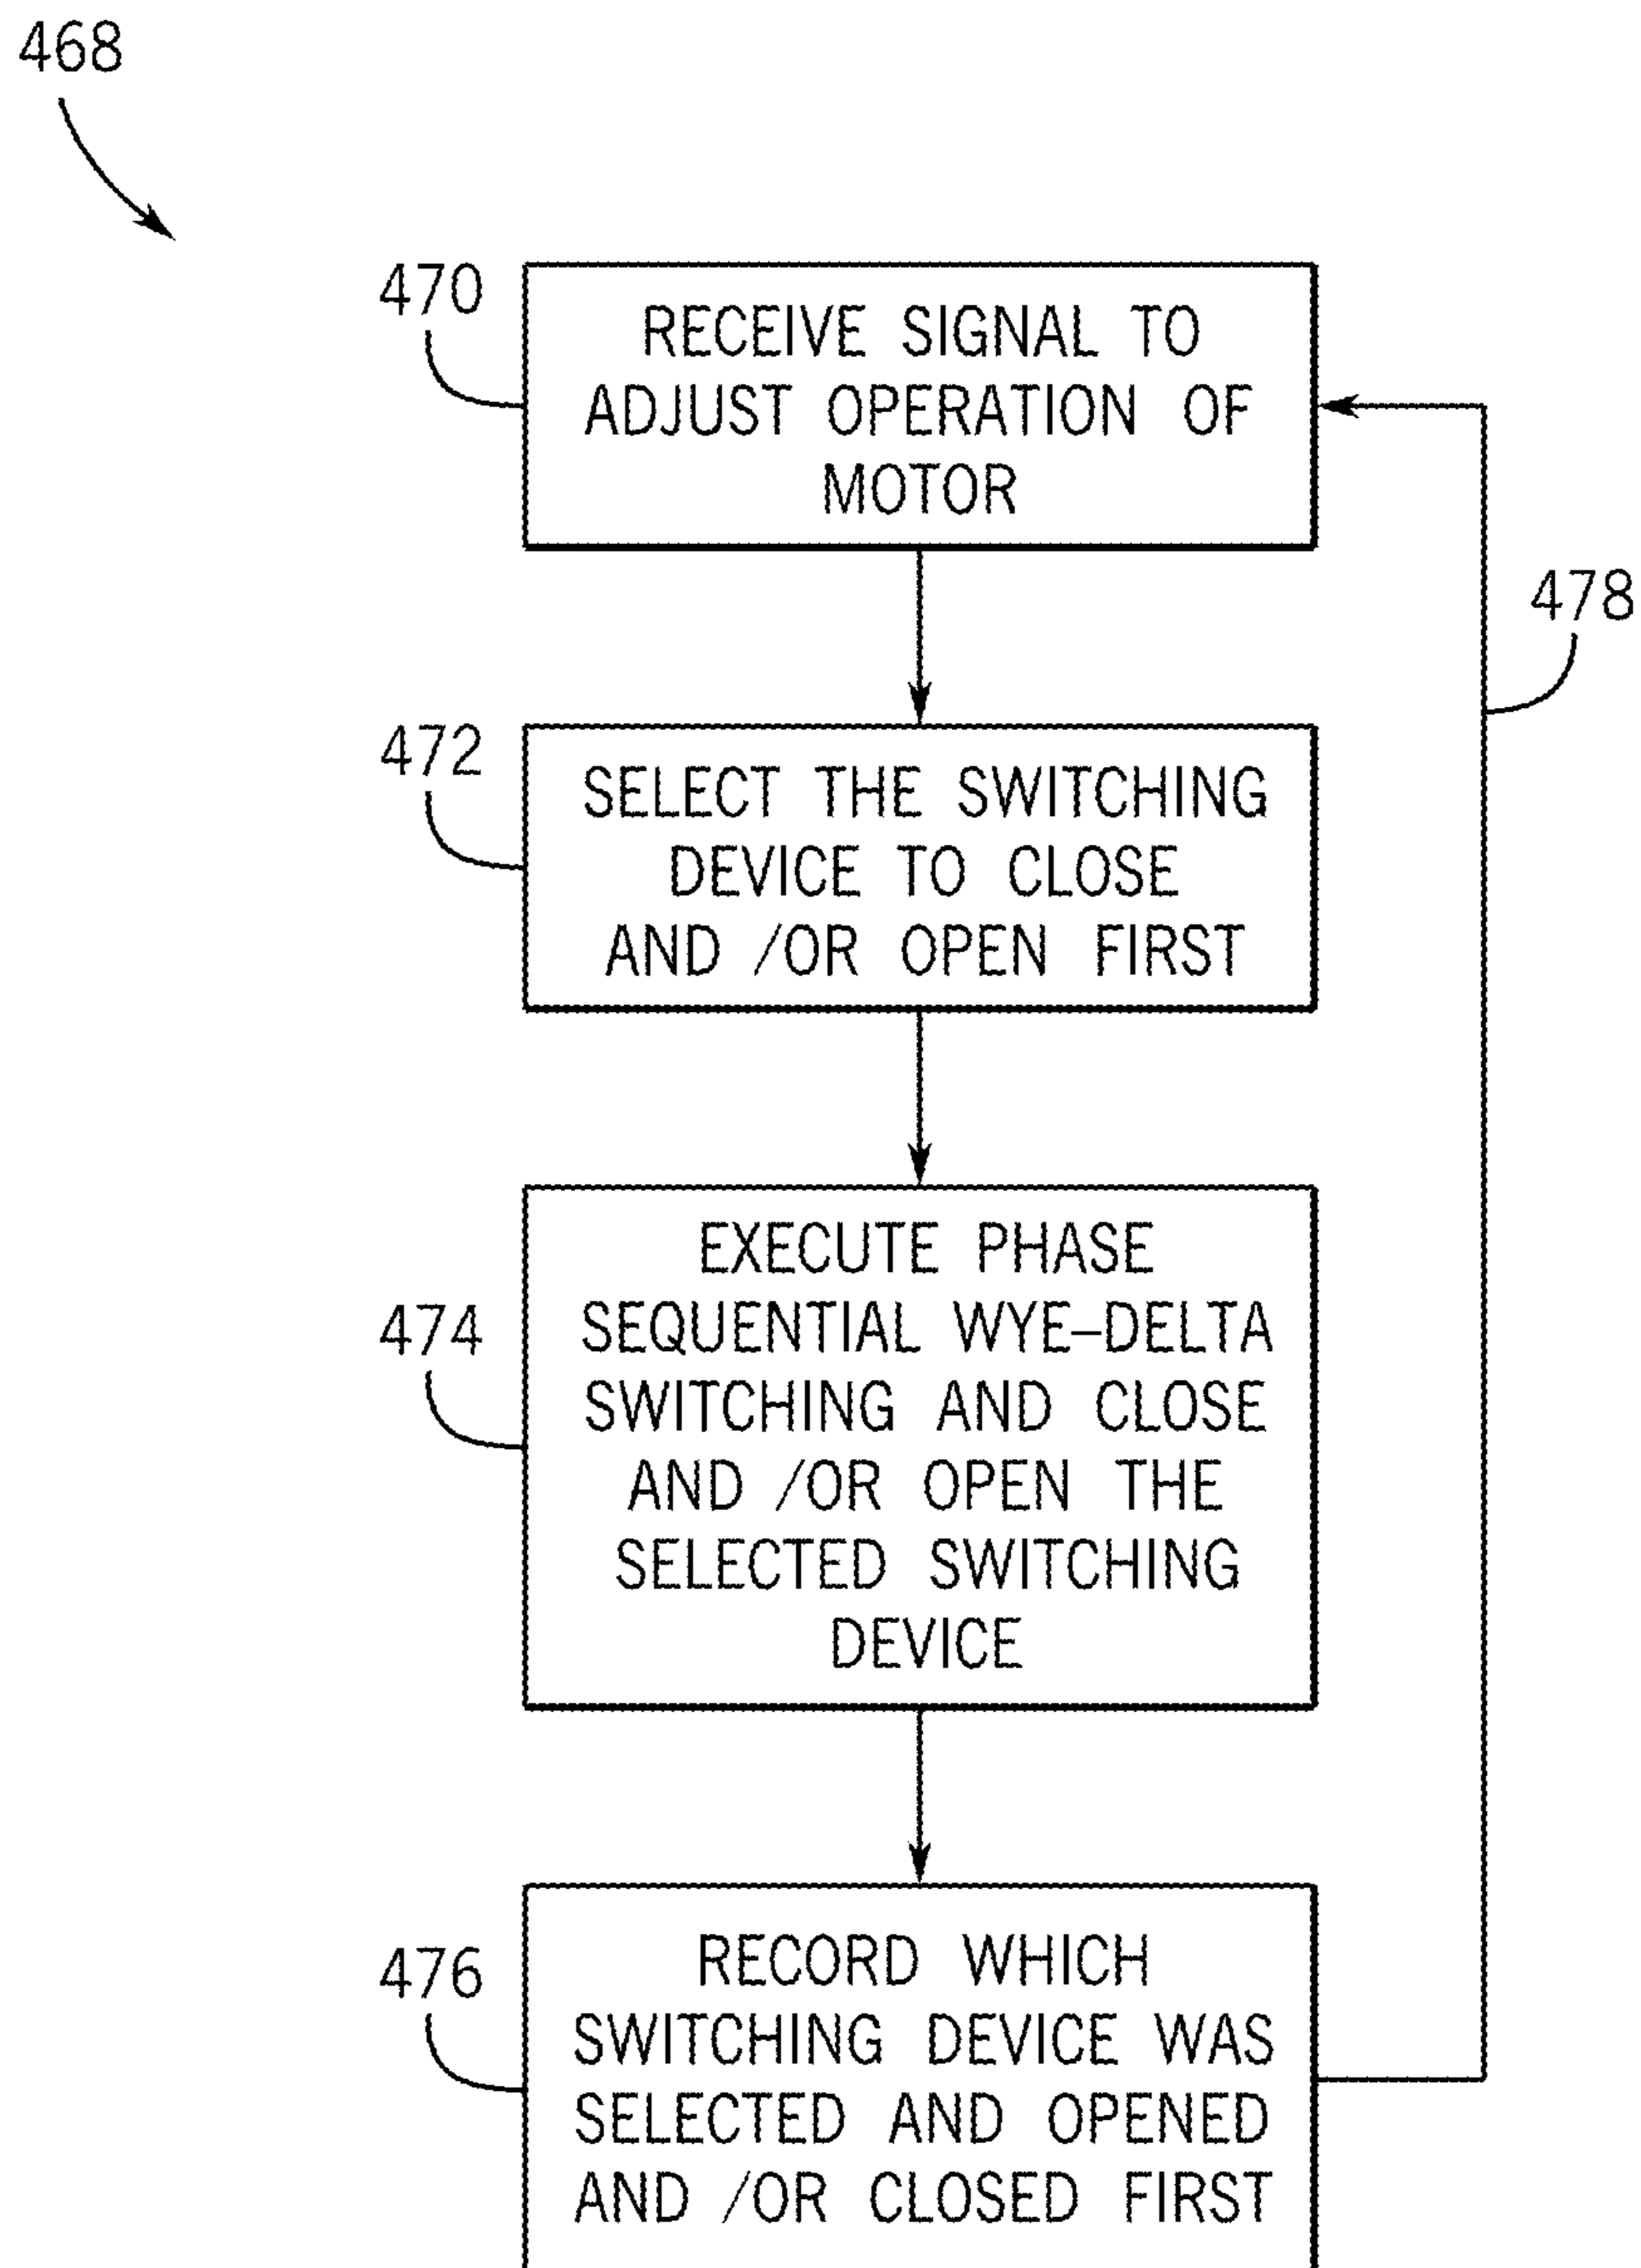 468
470
RECEIVE SIGNAL TO
ADJUST OPERATION OF
MOTOR
478
472
SELECT THE SWITCHING
DEVICE TO CLOSE
AND /OR OPEN FIRST
474
EXECUTE PHASE
SEQUENTIAL WYE–DELTA
SWITCHING AND CLOSE
AND /OR OPEN THE
SELECTED SWITCHING
DEVICE
476
RECORD WHICH
SWITCHING DEVICE WAS
SELECTED AND OPENED
AND /OR CLOSED FIRST